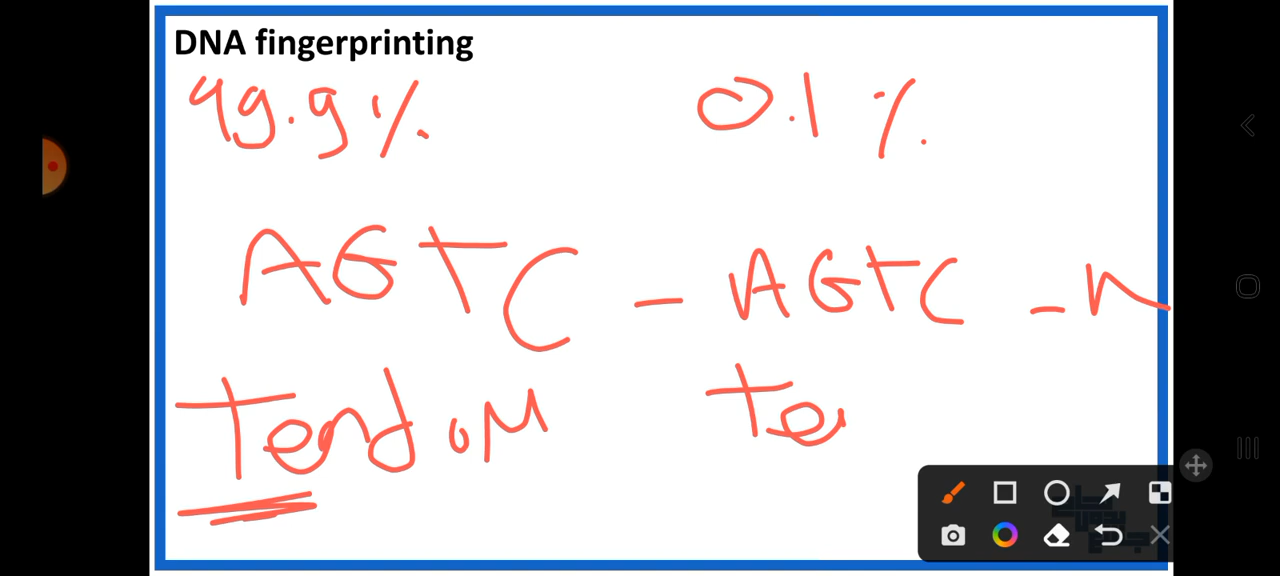 DNA fingerprinting
99.9% 0.1%
AGTC - AGTC - n
TendoM Te